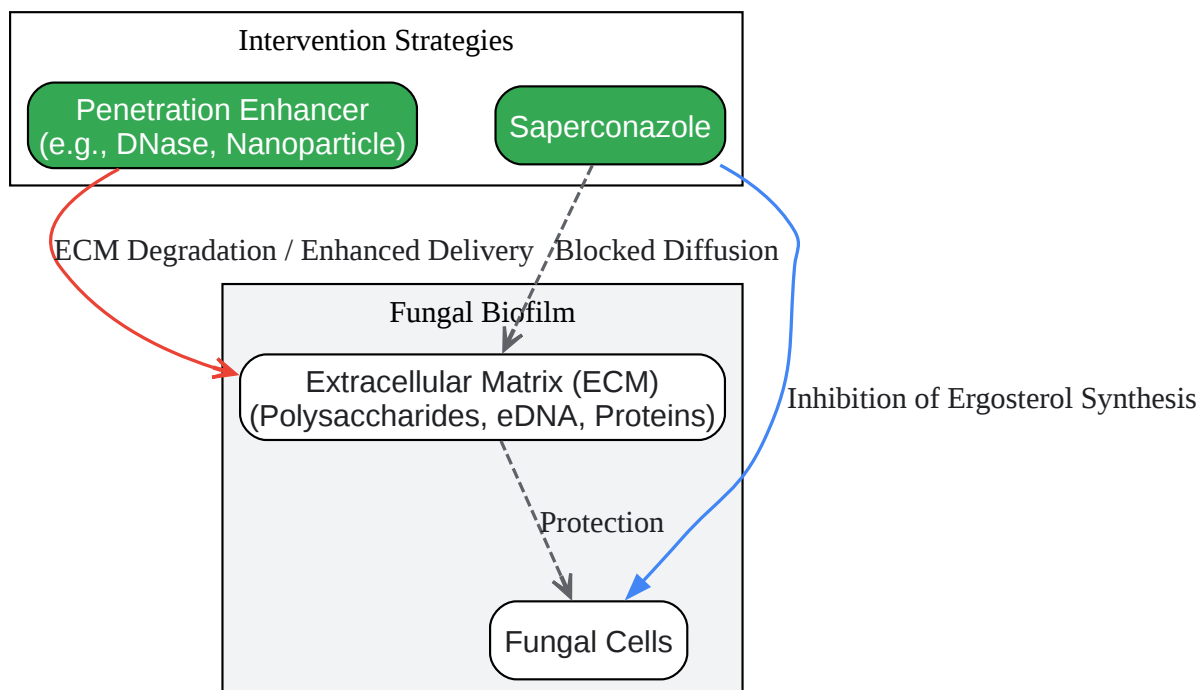 Intervention Strategies
Penetration Enhancer
(e.g., DNase, Nanoparticle)
Saperconazole
ECM Degradation / Enhanced Delivery
Blocked Diffusion
Fungal Biofilm
Extracellular Matrix (ECM)
(Polysaccharides, eDNA, Proteins)
Inhibition of Ergosterol Synthesis
Protection
Fungal Cells